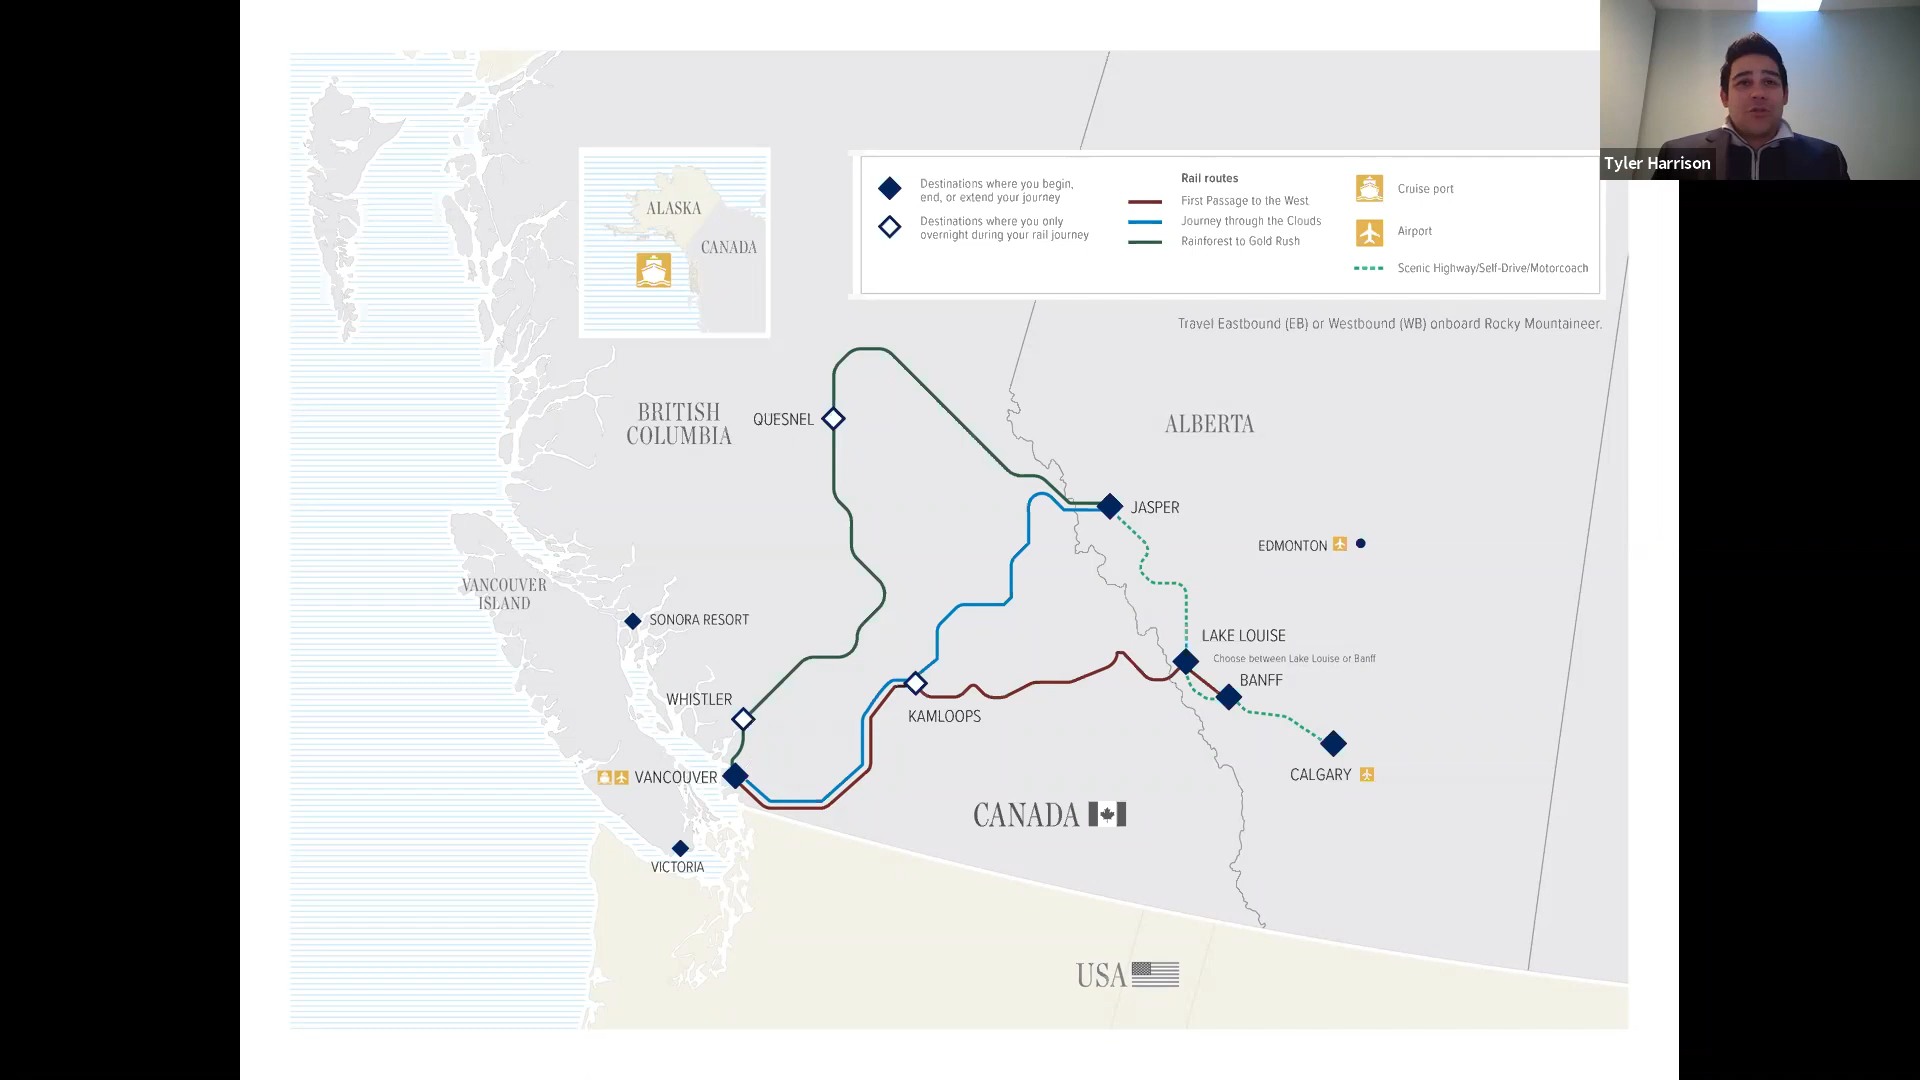 Tyler Harrison
ALASKA
CANADA
Destinations where you begin,
end, or extend your journey
Destinations where you only
overnight during your rail journey
Rail routes
First Passage to the West
Journey through the Clouds
Rainforest to Gold Rush
Cruise port
Airport
Scenic Highway/Self-Drive/Motorcoach
Travel Eastbound (EB) or Westbound (WB) onboard Rocky Mountaineer.
BRITISH
COLUMBIA
QUESNEL
ALBERTA
JASPER
EDMONTON
VANCOUVER
ISLAND
SONORA RESORT
LAKE LOUISE
Choose between Lake Louise or Banff
BANFF
WHISTLER
KAMLOOPS
VANCOUVER
CALGARY
CANADA
VICTORIA
USA